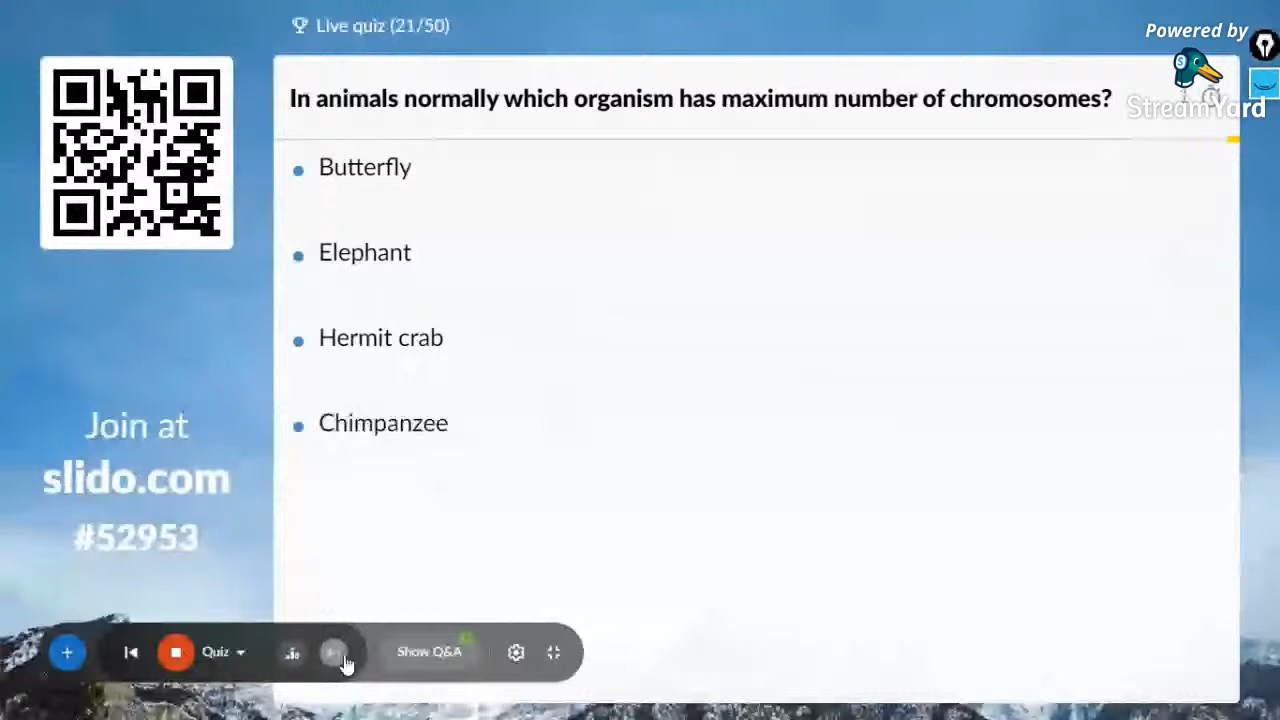 Live quiz (21/50)
Powered by
StreamYard
In animals normally which organism has maximum number of chromosomes?
Butterfly
Elephant
Hermit crab
Chimpanzee
Join at
slido.com
#52953
Quiz
Show Q&A